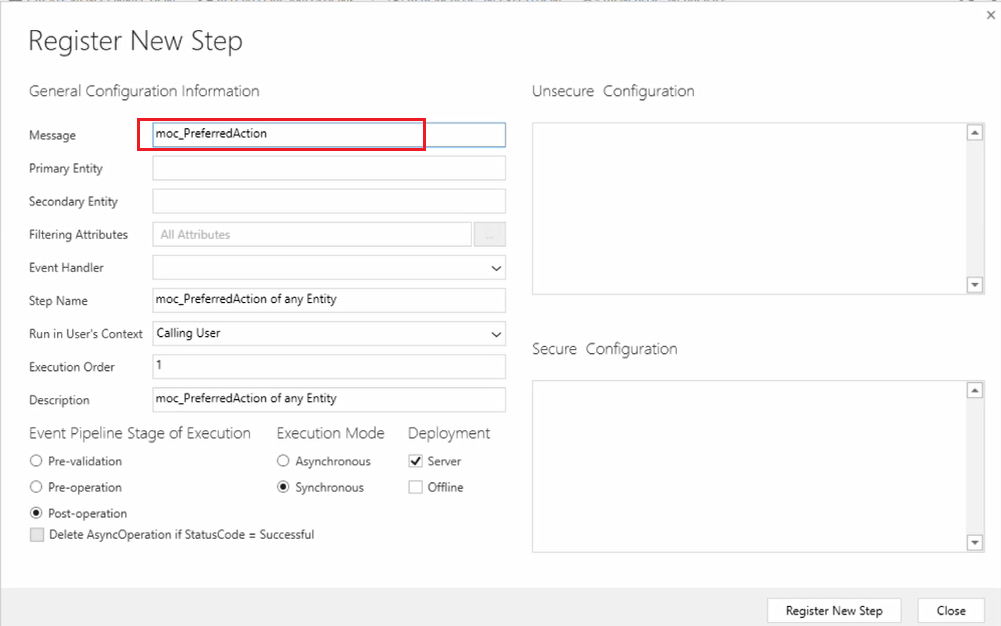 Register New Step
General Configuration Information
Message
moc_PreferredAction
Primary Entity
Secondary Entity
Filtering Attributes
All Attributes
...
Event Handler
Step Name
moc_PreferredAction of any Entity
Run in User's Context
Calling User
Execution Order
1
Description
moc_PreferredAction of any Entity
Event Pipeline Stage of Execution
Pre-validation
Pre-operation
Post-operation
Delete AsyncOperation if StatusCode = Successful
Execution Mode
Asynchronous
Synchronous
Deployment
Server
Offline
Unsecure Configuration
Secure Configuration
Register New Step
Close